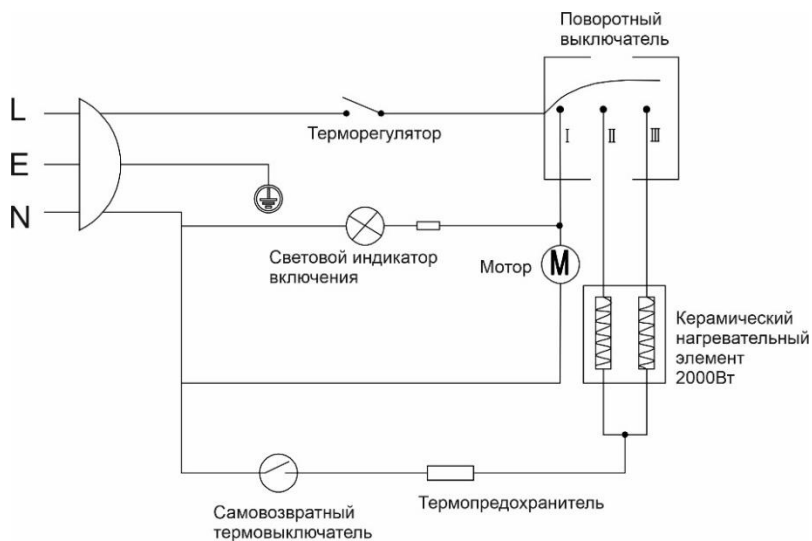 Поворотный
выключатель
L
Терморегулятор
I
II
III
E
N
Световой индикатор
включения
Мотор
M
Керамический
нагревательный
элемент
2000Вт
Самовозвратный
термовыключатель
Термопредохранитель